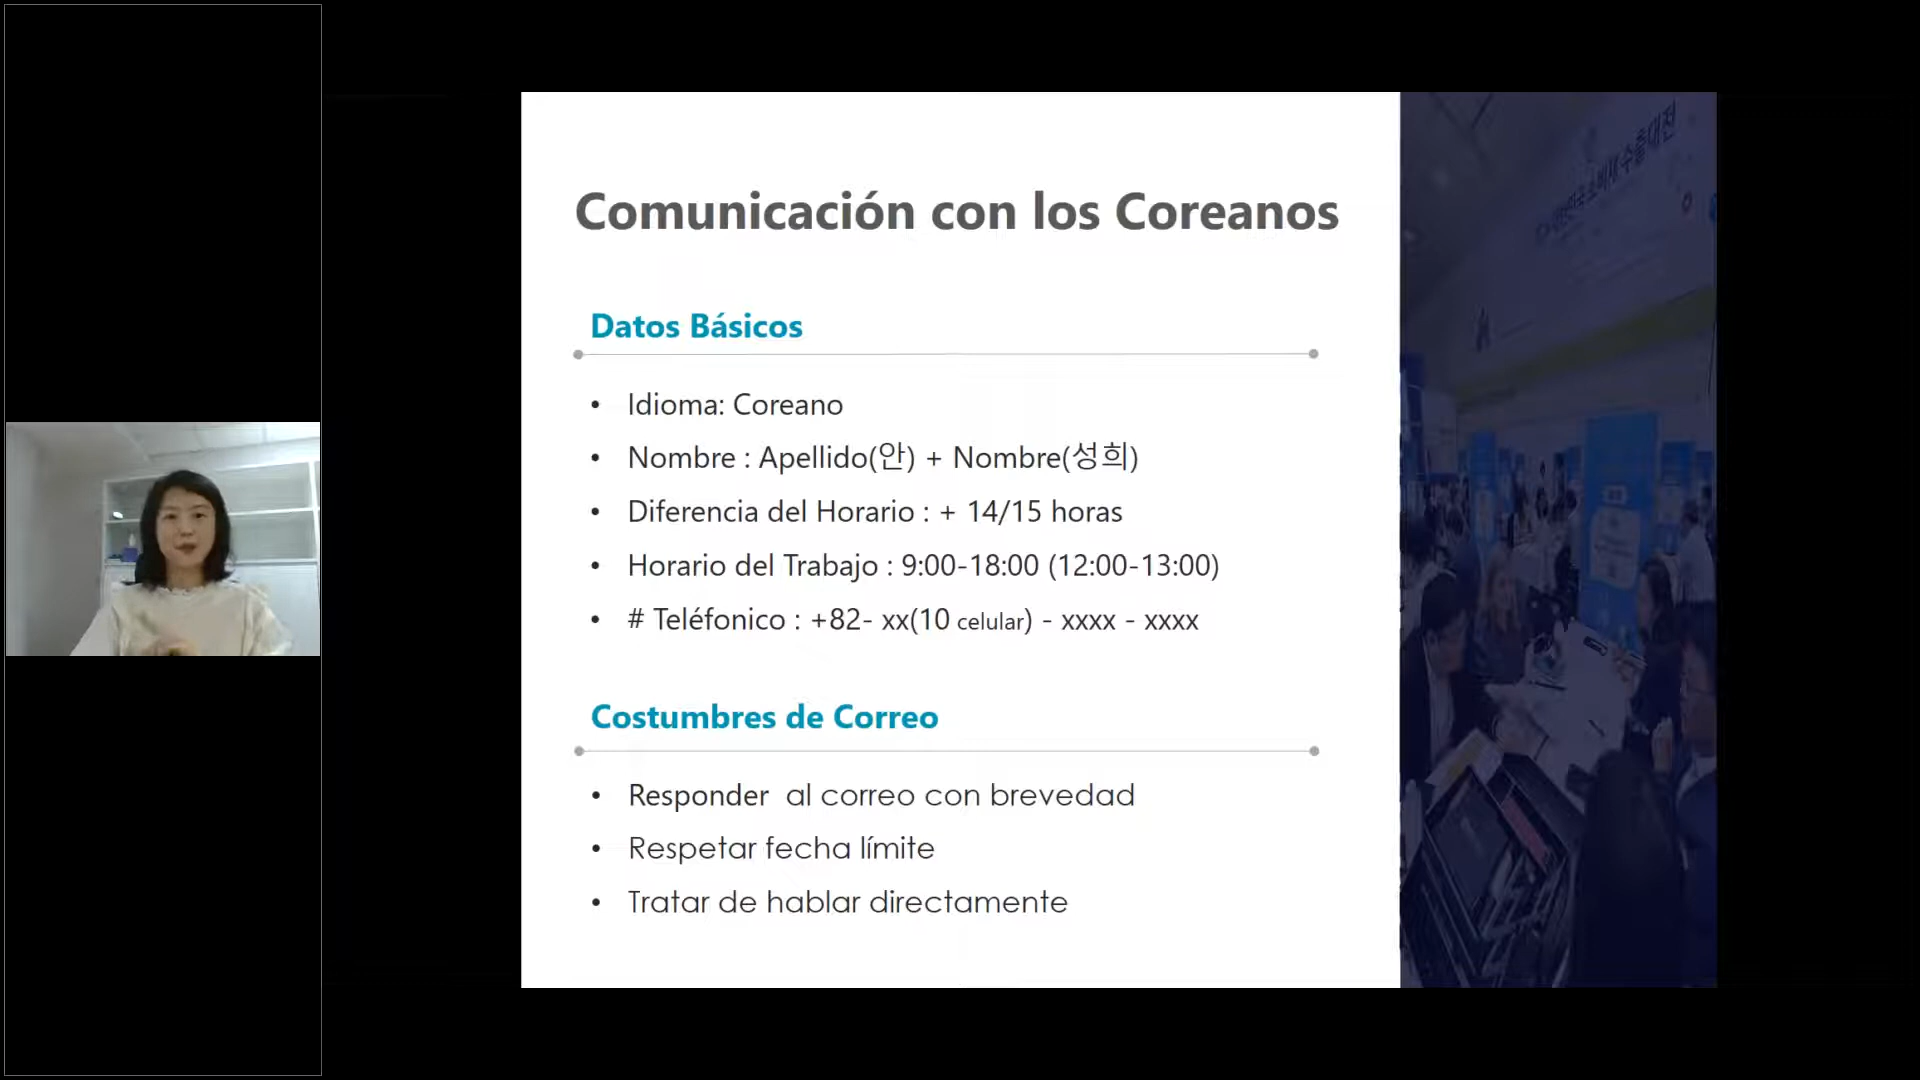 Comunicación con los Coreanos
Datos Básicos
• Idioma: Coreano
• Nombre : Apellido(안) + Nombre(성희)
• Diferencia del Horario : + 14/15 horas
• Horario del Trabajo : 9:00-18:00 (12:00-13:00)
• # Teléfonico : +82- xx(10 celular) - xxxx - xxxx
Costumbres de Correo
• Responder  al correo con brevedad
• Respetar fecha límite
• Tratar de hablar directamente